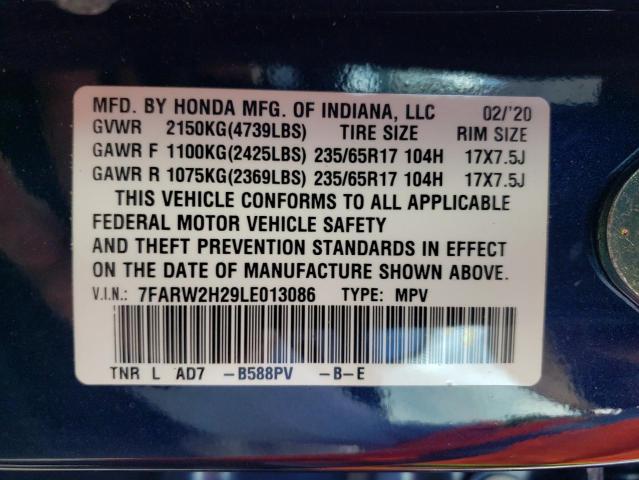 MFD. BY HONDA MFG. OF INDIANA, LLC 02/'20
GVWR 2150KG(4739LBS) TIRE SIZE RIM SIZE
GAWR F 1100KG(2425LBS) 235/65R17 104H 17X7.5J
GAWR R 1075KG(2369LBS) 235/65R17 104H 17X7.5J
THIS VEHICLE CONFORMS TO ALL APPLICABLE
FEDERAL MOTOR VEHICLE SAFETY
AND THEFT PREVENTION STANDARDS IN EFFECT
ON THE DATE OF MANUFACTURE SHOWN ABOVE.
V.I.N.: 7FARW2H29LE013086 TYPE: MPV
TNR L AD7 -B588PV -B-E